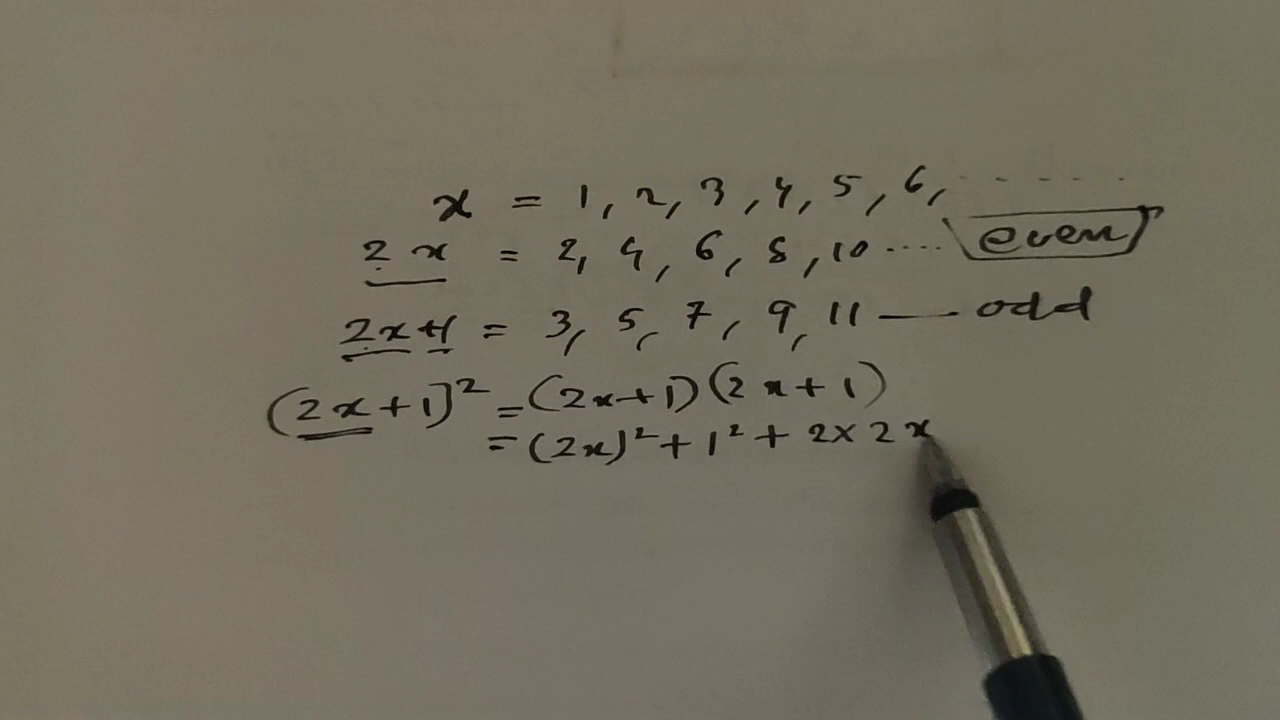 x = 1, 2, 3, 4, 5, 6, ......
2x = 2, 4, 6, 8, 10 .... even
2x+1 = 3, 5, 7, 9, 11 — odd
(2x+1)² = (2x+1)(2x+1)
= (2x)² + 1² + 2×2x